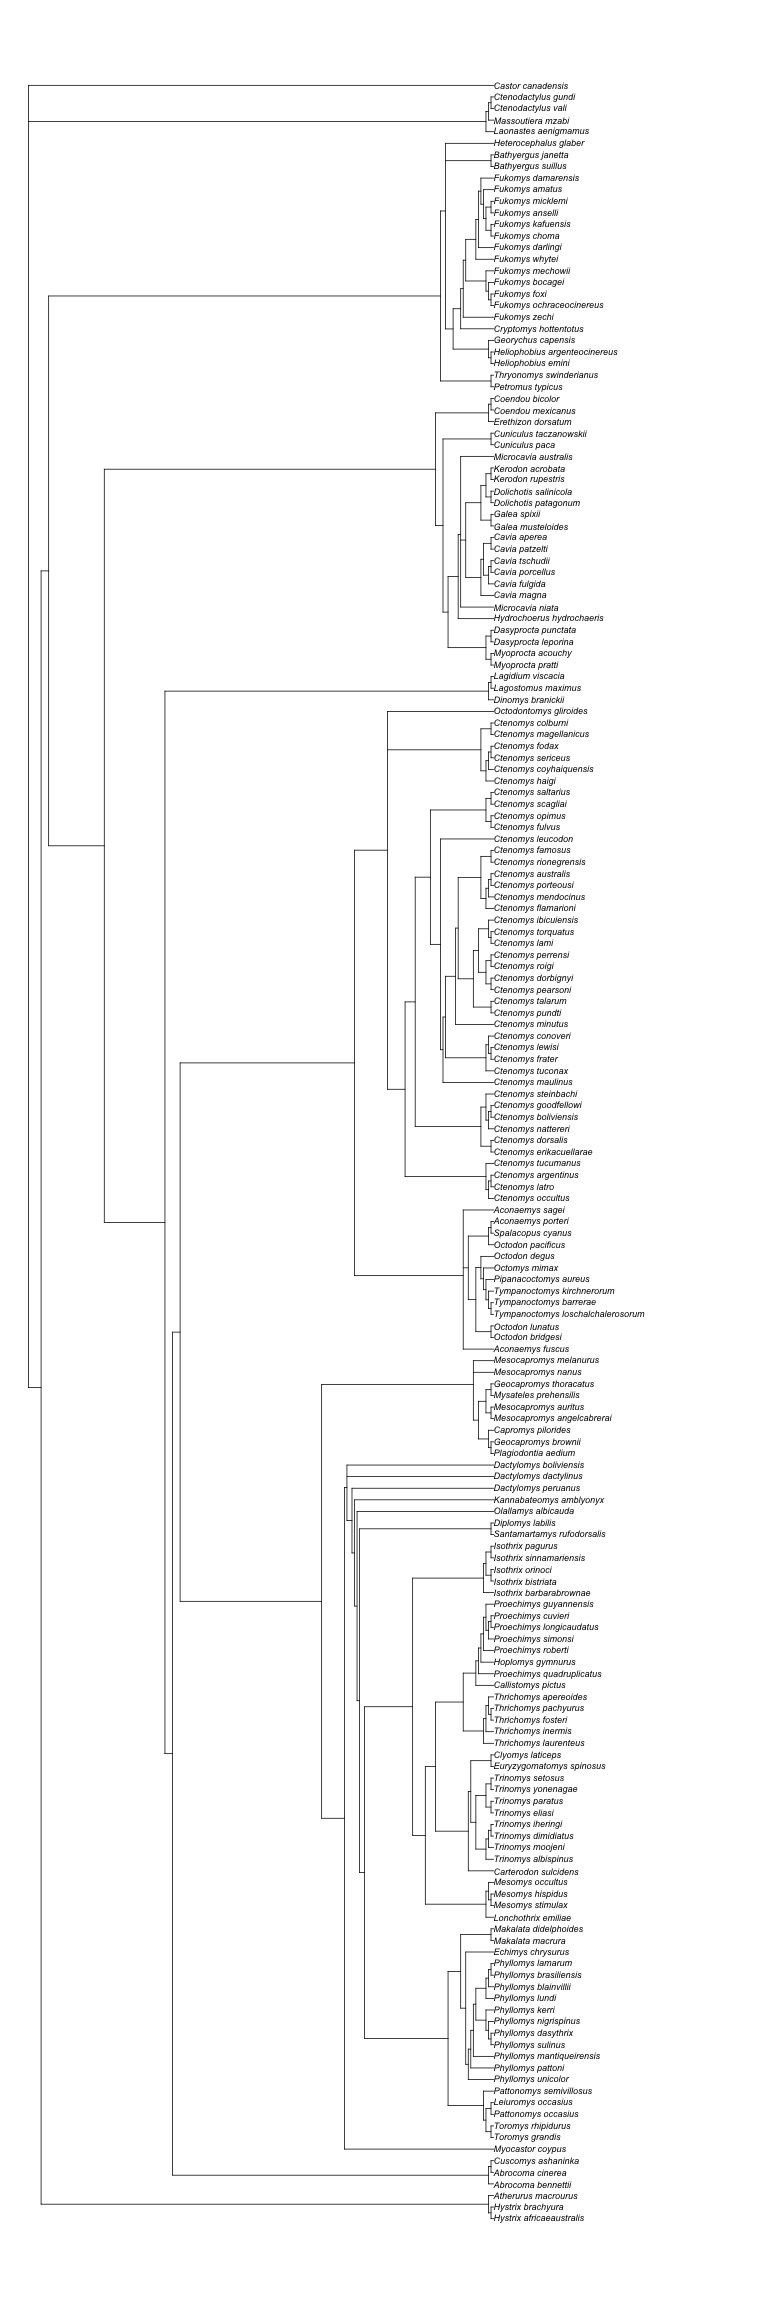 Castor canadensis
Ctenodactylus gundi
Ctenodactylus vali
Massoutiera mzabi
Laonastes aenigmamus
Heterocephalus glaber
Bathyergus janetta
Bathyergus suillus
Fukomys damarensis
Fukomys amatus
Fukomys micklemi
Fukomys anselli
Fukomys kafuensis
Fukomys choma
Fukomys darlingi
Fukomys whytei
Fukomys mechowii
Fukomys bocagei
Fukomys foxi
Fukomys ochraceocinereus
Fukomys zechi
Cryptomys hottentotus
Georychus capensis
Heliophobius argenteocinereus
Heliophobius emini
Thryonomys swinderianus
Petromus typicus
Coendou bicolor
Coendou mexicanus
Erethizon dorsatum
Cuniculus taczanowskii
Cuniculus paca
Microcavia australis
Kerodon acrobata
Kerodon rupestris
Dolichotis salinicola
Dolichotis patagonum
Galea spixii
Galea musteloides
Cavia aperea
Cavia patzelti
Cavia tschudii
Cavia porcellus
Cavia fulgida
Cavia magna
Microcavia niata
Hydrochoerus hydrochaeris
Dasyprocta punctata
Dasyprocta leporina
Myoprocta acouchy
Myoprocta pratti
Lagidium viscacia
Lagostomus maximus
Dinomys branickii
Octodontomys gliroides
Ctenomys colburni
Ctenomys magellanicus
Ctenomys fodax
Ctenomys sericeus
Ctenomys coyhaiquensis
Ctenomys haigi
Ctenomys saltarius
Ctenomys scagliai
Ctenomys opimus
Ctenomys fulvus
Ctenomys leucodon
Ctenomys famosus
Ctenomys rionegrensis
Ctenomys australis
Ctenomys porteousi
Ctenomys mendocinus
Ctenomys flamarioni
Ctenomys ibicuiensis
Ctenomys torquatus
Ctenomys lami
Ctenomys perrensi
Ctenomys roigi
Ctenomys dorbignyi
Ctenomys pearsoni
Ctenomys talarum
Ctenomys pundti
Ctenomys minutus
Ctenomys conoveri
Ctenomys lewisi
Ctenomys frater
Ctenomys tuconax
Ctenomys maulinus
Ctenomys steinbachi
Ctenomys goodfellowi
Ctenomys boliviensis
Ctenomys nattereri
Ctenomys dorsalis
Ctenomys erikacuellarae
Ctenomys tucumanus
Ctenomys argentinus
Ctenomys latro
Ctenomys occultus
Aconaemys sagei
Aconaemys porteri
Spalacopus cyanus
Octodon pacificus
Octodon degus
Octomys mimax
Pipanacoctomys aureus
Tympanoctomys kirchnerorum
Tympanoctomys barrerae
Tympanoctomys loschalchalerosorum
Octodon lunatus
Octodon bridgesi
Aconaemys fuscus
Mesocapromys melanurus
Mesocapromys nanus
Geocapromys thoracatus
Mysateles prehensilis
Mesocapromys auritus
Mesocapromys angelcabrerai
Capromys pilorides
Geocapromys brownii
Plagiodontia aedium
Dactylomys boliviensis
Dactylomys dactylinus
Dactylomys peruanus
Kannabateomys amblyonyx
Olallamys albicauda
Diplomys labilis
Santamartamys rufodorsalis
Isothrix pagurus
Isothrix sinnamariensis
Isothrix orinoci
Isothrix bistriata
Isothrix barbarabrownae
Proechimys guyannensis
Proechimys cuvieri
Proechimys longicaudatus
Proechimys simonsi
Proechimys roberti
Hoplomys gymnurus
Proechimys quadruplicatus
Callistomys pictus
Thrichomys apereoides
Thrichomys pachyurus
Thrichomys fosteri
Thrichomys inermis
Thrichomys laurenteus
Clyomys laticeps
Euryzygomatomys spinosus
Trinomys setosus
Trinomys yonenagae
Trinomys paratus
Trinomys eliasi
Trinomys iheringi
Trinomys dimidiatus
Trinomys moojeni
Trinomys albispinus
Carterodon sulcidens
Mesomys occultus
Mesomys hispidus
Mesomys stimulax
Lonchothrix emiliae
Makalata didelphoides
Makalata macrura
Echimys chrysurus
Phyllomys lamarum
Phyllomys brasiliensis
Phyllomys blainvillii
Phyllomys lundi
Phyllomys kerri
Phyllomys nigrispinus
Phyllomys dasythrix
Phyllomys sulinus
Phyllomys mantiqueirensis
Phyllomys pattoni
Phyllomys unicolor
Pattonomys semivillosus
Leiuromys occasius
Pattonomys occasius
Toromys rhipidurus
Toromys grandis
Myocastor coypus
Cuscomys ashaninka
Abrocoma cinerea
Abrocoma bennettii
Atherurus macrourus
Hystrix brachyura
Hystrix africaeaustralis